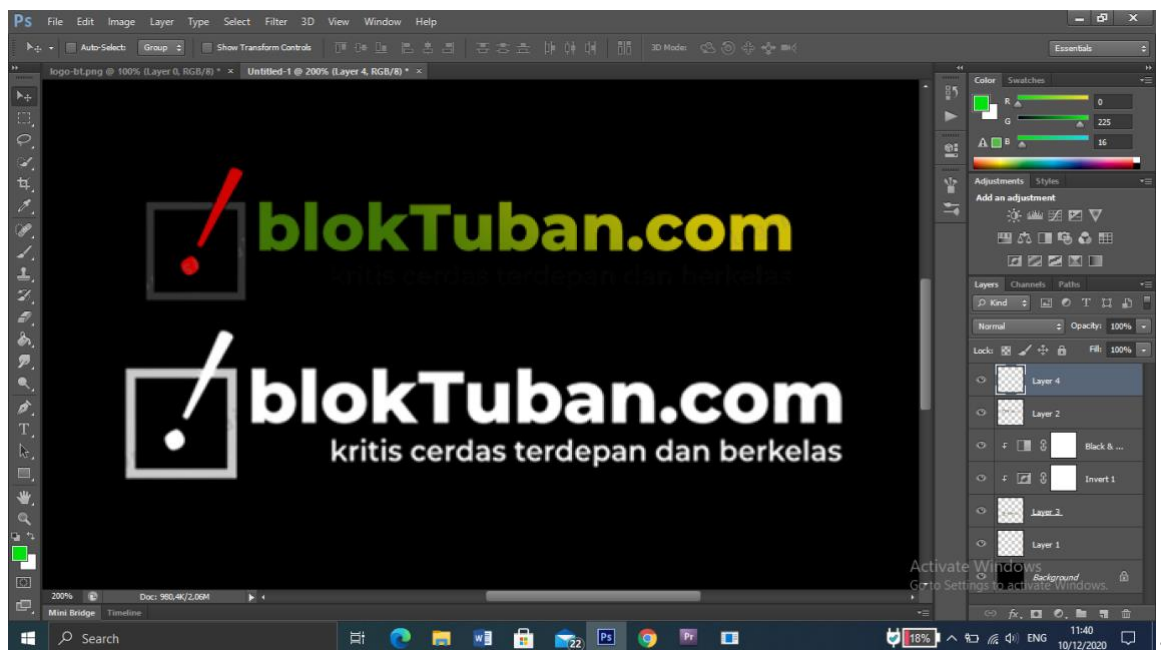 Ps File Edit Image Layer Type Select Filter 3D View Window Help
Auto-Select: Group Show Transform Controls 3D Mode: Essentials
logo-bt.png @ 100% (Layer 0, RGB/8) * × Untitled-1 @ 200% (Layer 4, RGB/8) * ×
Color Swatches
R 0
G 225
B 16
Adjustments Styles
Add an adjustment
blokTuban.com
kritis cerdas terdepan dan berkelas
blokTuban.com
kritis cerdas terdepan dan berkelas
Layers Channels Paths
Kind
Normal Opacity: 100%
Lock: Fill: 100%
Layer 4
Layer 2
Black & ...
Invert 1
Layer 3
Layer 1
Background
Activate Windows
Go to Settings to activate Windows.
200% Doc: 980,4K/2,06M
Mini Bridge Timeline
Search 22 Ps Pr 18% ENG 11:40
10/12/2020